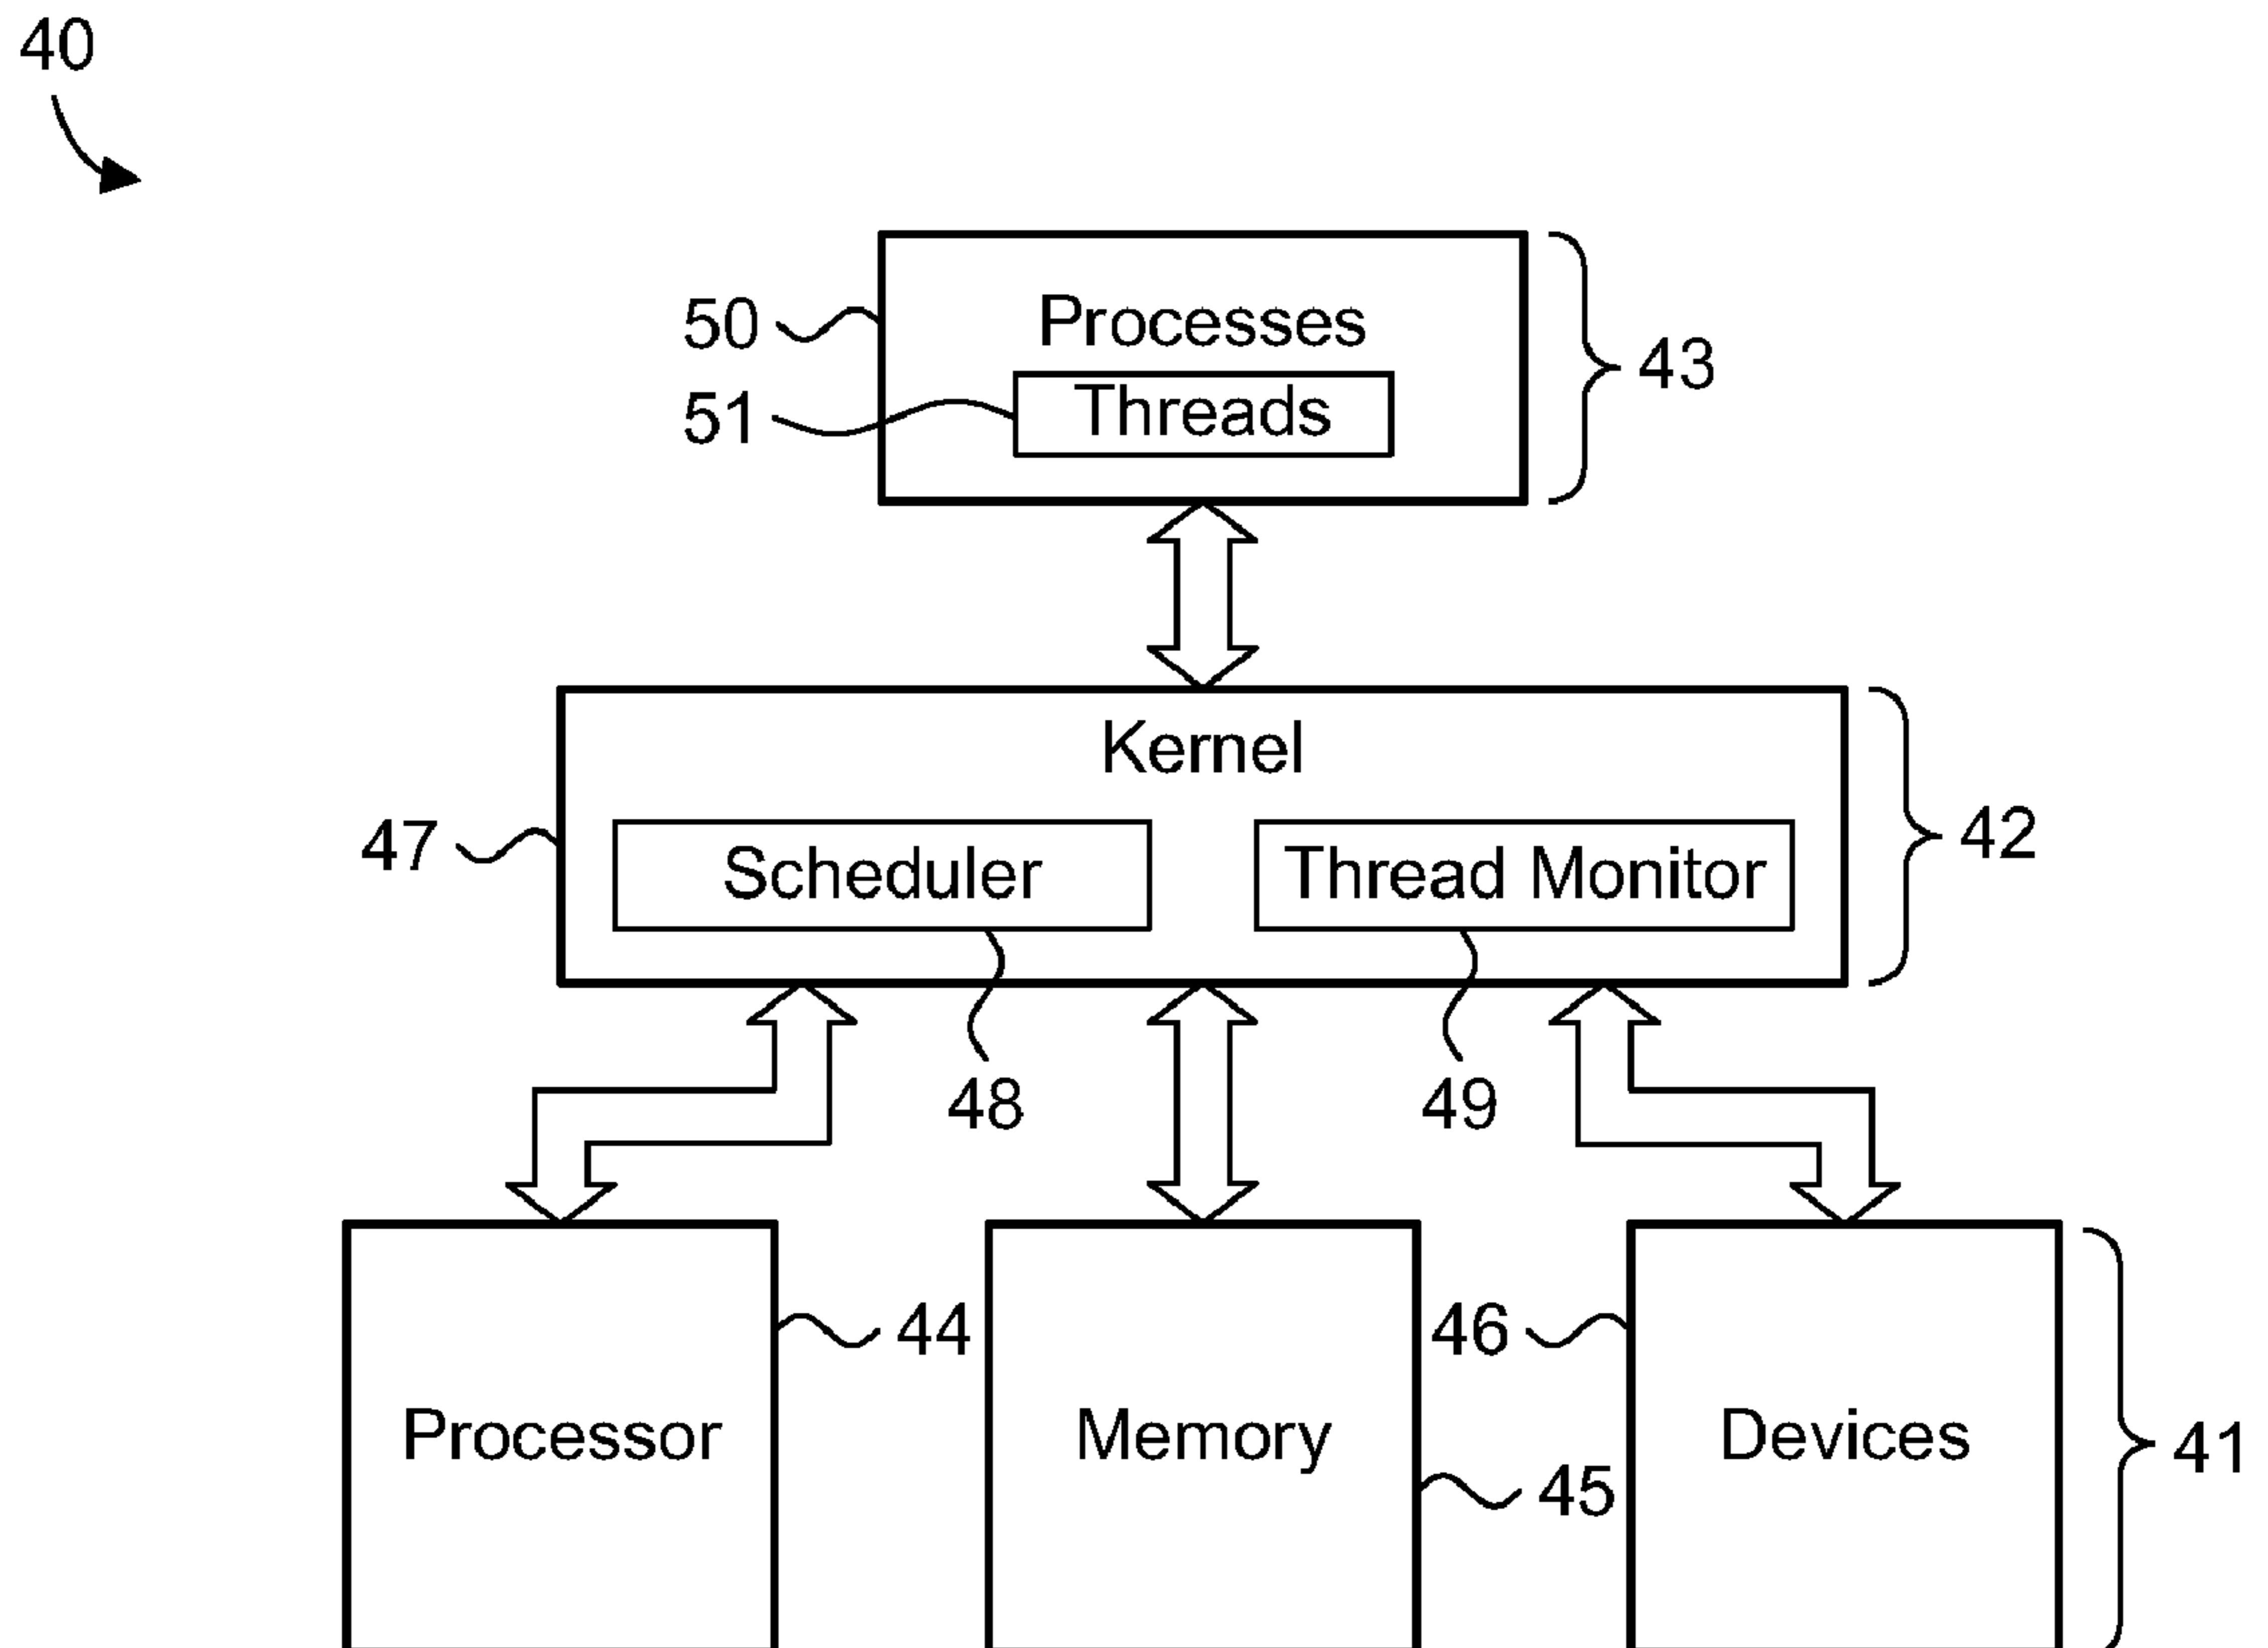 40
50
Processes
43
51
Threads
Kernel
47
Scheduler
Thread Monitor
42
48
49
44
46
Processor
Memory
Devices
41
45